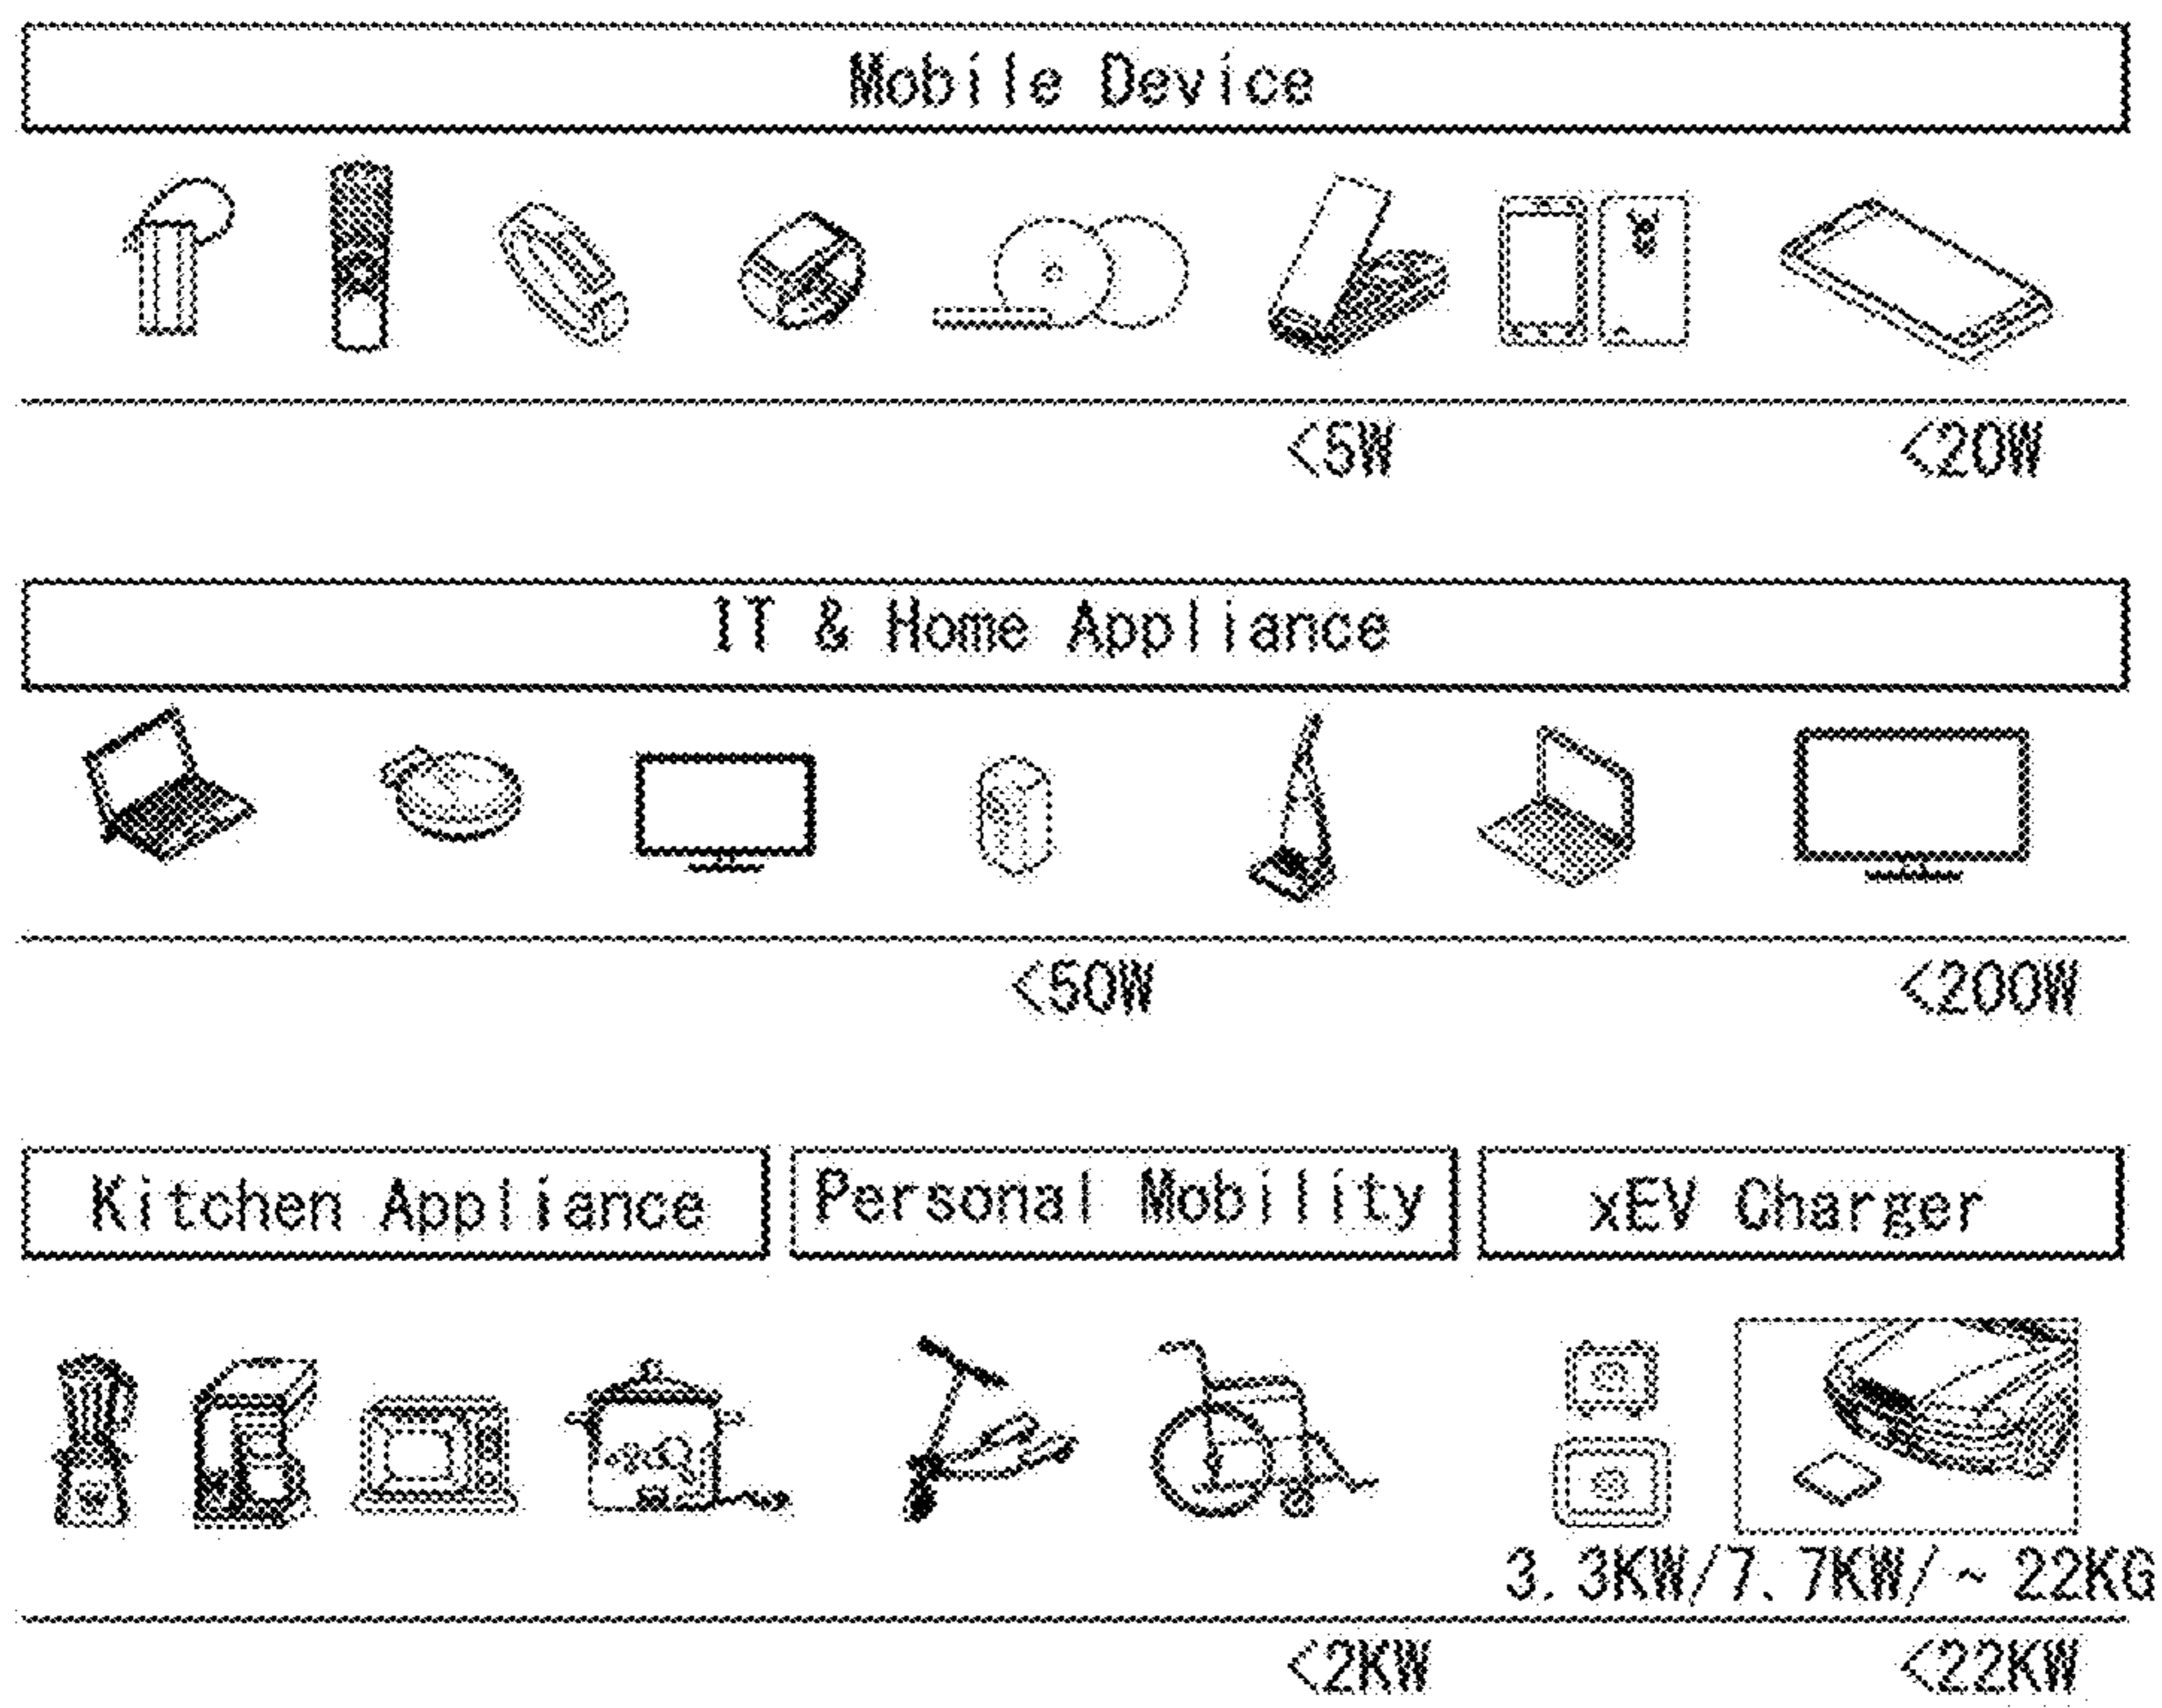 Mobile Device
<5W <20W
IT & Home Appliance
<50W <200W
Kitchen Appliance Personal Mobility xEV Charger
3.3KW/7.7KW/~22KG
<2KW <22KW